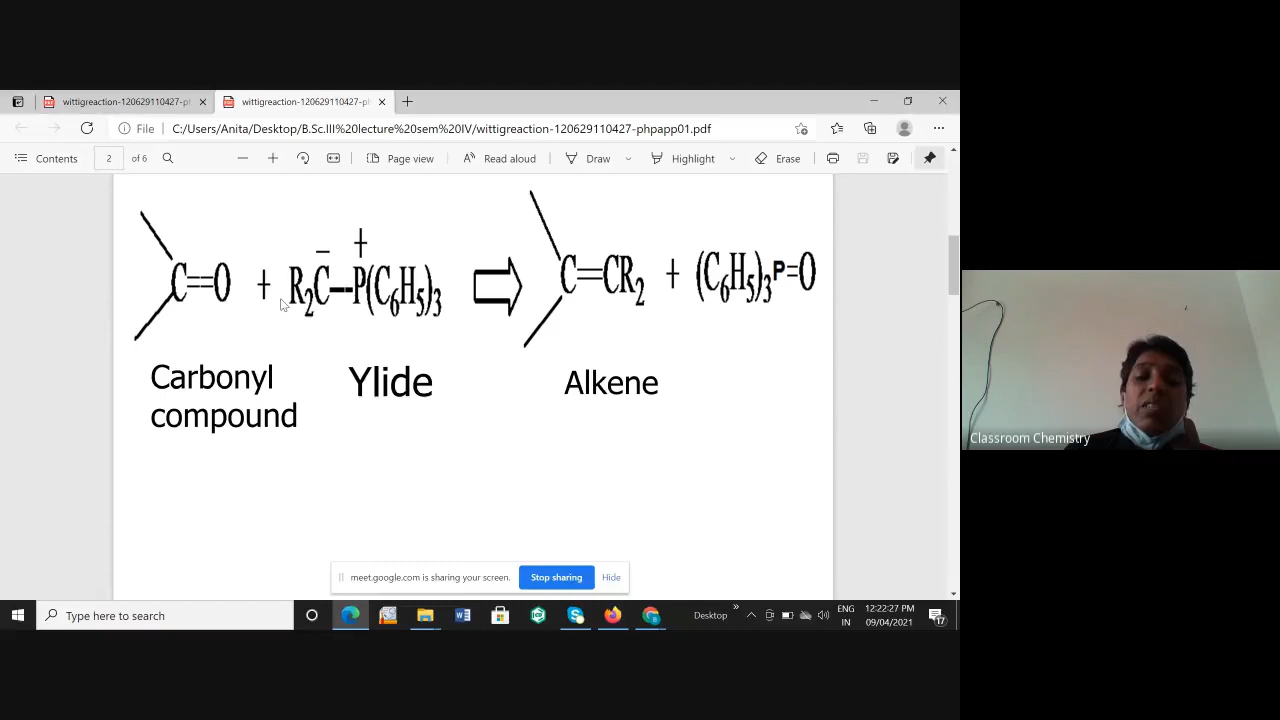 wittigreaction-120629110427-ph
wittigreaction-120629110427-ph
File
C:/Users/Anita/Desktop/B.Sc.III%20lecture%20sem%20IV/wittigreaction-120629110427-phpapp01.pdf
Contents
2
of 6
Page view
Read aloud
Draw
Highlight
Erase
C=O + R₂C⁻--P⁺(C₆H₅)₃ ⇨ C=CR₂ + (C₆H₅)₃P=O
Carbonyl
compound
Ylide
Alkene
Classroom Chemistry
meet.google.com is sharing your screen.
Stop sharing
Hide
Type here to search
Desktop
ENG
IN
12:22:27 PM
09/04/2021
17